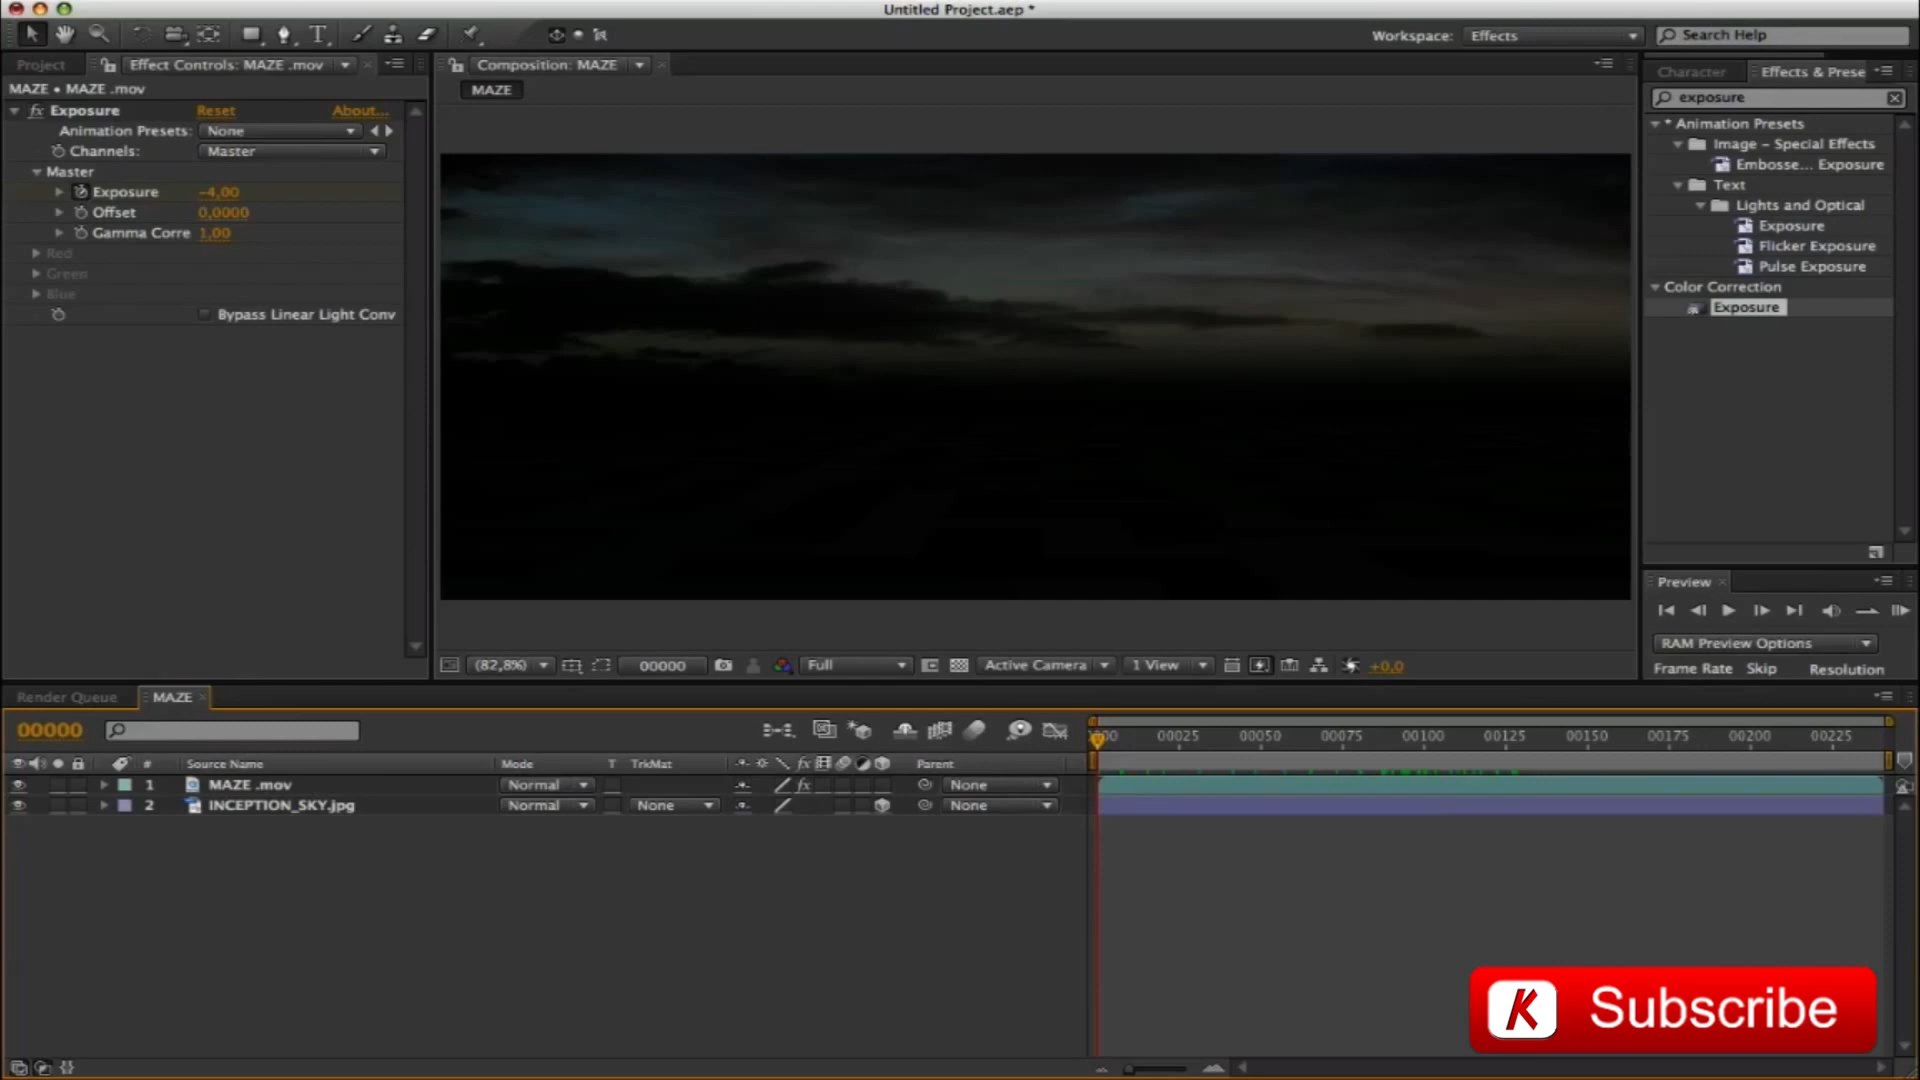 Untitled Project.aep *
Workspace: Effects
Search Help
Project
Effect Controls: MAZE .mov
Composition: MAZE
Character
Effects & Prese
MAZE • MAZE .mov
MAZE
exposure
fx Exposure Reset About...
Animation Presets: None
Channels: Master
Master
Exposure -4,00
Offset 0,0000
Gamma Corre 1,00
Red
Green
Blue
Bypass Linear Light Conv
* Animation Presets
Image - Special Effects
Embosse... Exposure
Text
Lights and Optical
Exposure
Flicker Exposure
Pulse Exposure
Color Correction
Exposure
Preview
RAM Preview Options
Frame Rate Skip Resolution
(82,8%) 00000 Full Active Camera 1 View +0,0
Render Queue MAZE
00000
00 00025 00050 00075 00100 00125 00150 00175 00200 00225
# Source Name Mode T TrkMat fx Parent
1 MAZE .mov Normal fx None
2 INCEPTION_SKY.jpg Normal None None
K Subscribe